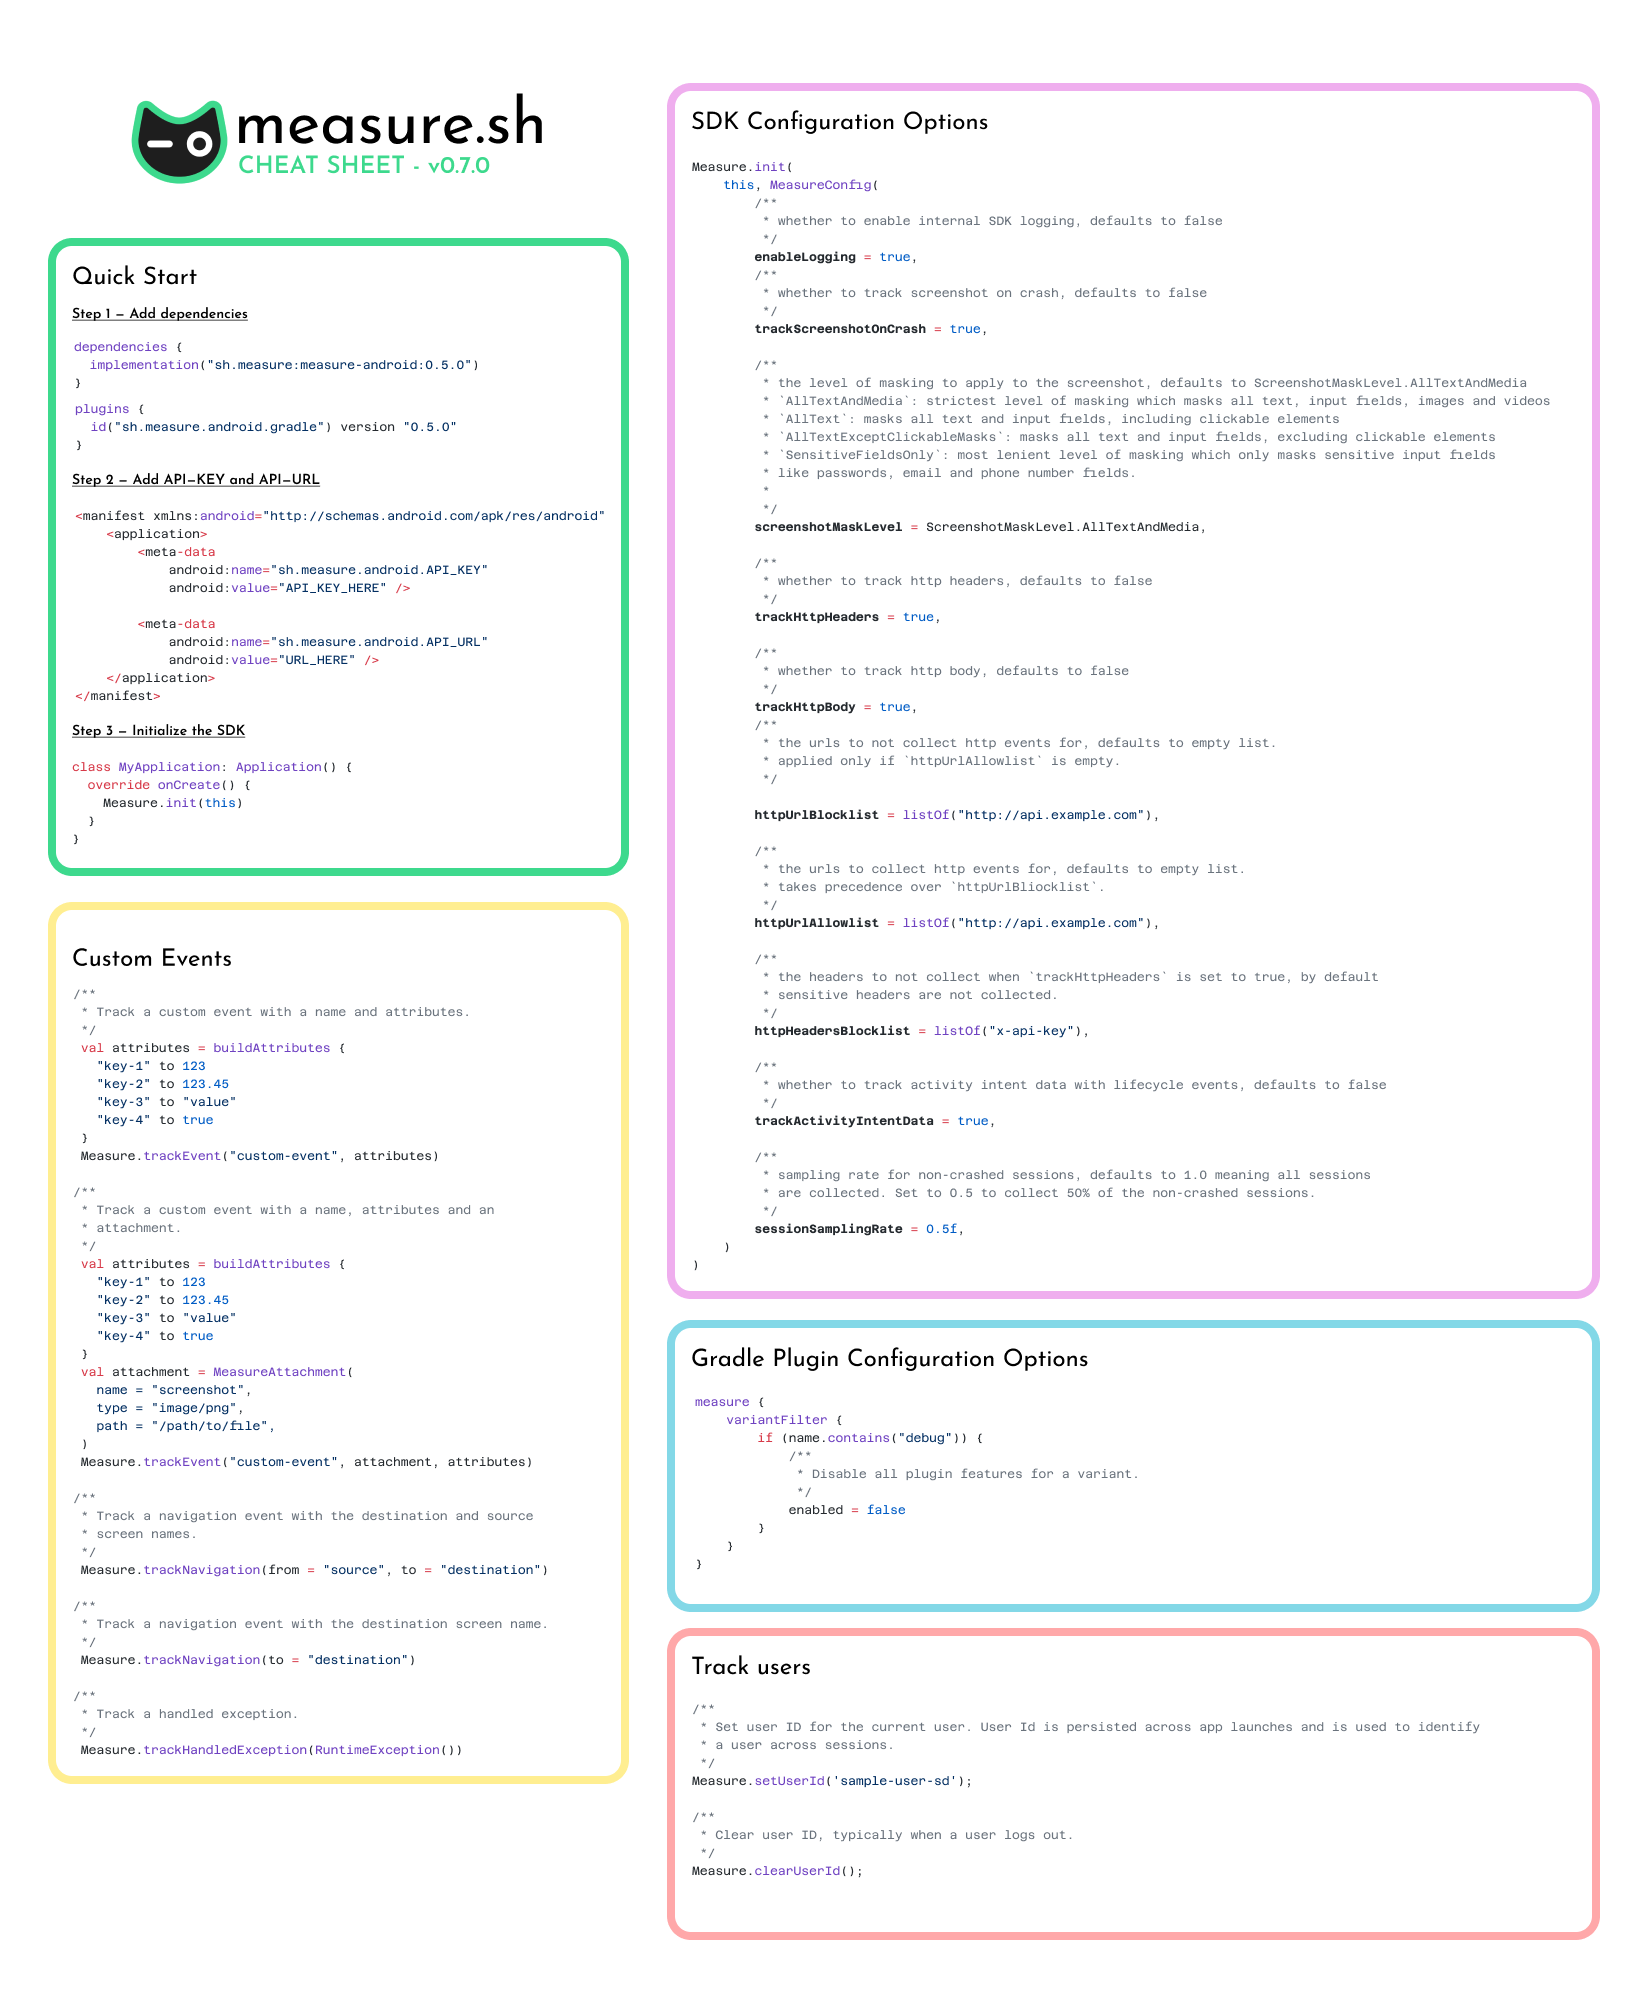 measure.sh
CHEAT SHEET - v0.7.0
Quick Start
Step 1 – Add dependencies
dependencies {
  implementation("sh.measure:measure-android:0.5.0")
}
plugins {
  id("sh.measure.android.gradle") version "0.5.0"
}
Step 2 – Add API-KEY and API-URL
<manifest xmlns:android="http://schemas.android.com/apk/res/android"
    <application>
        <meta-data
            android:name="sh.measure.android.API_KEY"
            android:value="API_KEY_HERE" />
        <meta-data
            android:name="sh.measure.android.API_URL"
            android:value="URL_HERE" />
    </application>
</manifest>
Step 3 – Initialize the SDK
class MyApplication: Application() {
  override onCreate() {
    Measure.init(this)
  }
}
Custom Events
/**
 * Track a custom event with a name and attributes.
 */
 val attributes = buildAttributes {
   "key-1" to 123
   "key-2" to 123.45
   "key-3" to "value"
   "key-4" to true
 }
 Measure.trackEvent("custom-event", attributes)
/**
 * Track a custom event with a name, attributes and an
 * attachment.
 */
 val attributes = buildAttributes {
   "key-1" to 123
   "key-2" to 123.45
   "key-3" to "value"
   "key-4" to true
 }
 val attachment = MeasureAttachment(
   name = "screenshot",
   type = "image/png",
   path = "/path/to/file",
 )
 Measure.trackEvent("custom-event", attachment, attributes)
/**
 * Track a navigation event with the destination and source
 * screen names.
 */
 Measure.trackNavigation(from = "source", to = "destination")
/**
 * Track a navigation event with the destination screen name.
 */
 Measure.trackNavigation(to = "destination")
/**
 * Track a handled exception.
 */
 Measure.trackHandledException(RuntimeException())
SDK Configuration Options
Measure.init(
    this, MeasureConfig(
        /**
         * whether to enable internal SDK logging, defaults to false
         */
        enableLogging = true,
        /**
         * whether to track screenshot on crash, defaults to false
         */
        trackScreenshotOnCrash = true,
        /**
         * the level of masking to apply to the screenshot, defaults to ScreenshotMaskLevel.AllTextAndMedia
         * `AllTextAndMedia`: strictest level of masking which masks all text, input fields, images and videos
         * `AllText`: masks all text and input fields, including clickable elements
         * `AllTextExceptClickableMasks`: masks all text and input fields, excluding clickable elements
         * `SensitiveFieldsOnly`: most lenient level of masking which only masks sensitive input fields
         * like passwords, email and phone number fields.
         *
         */
        screenshotMaskLevel = ScreenshotMaskLevel.AllTextAndMedia,
        /**
         * whether to track http headers, defaults to false
         */
        trackHttpHeaders = true,
        /**
         * whether to track http body, defaults to false
         */
        trackHttpBody = true,
        /**
         * the urls to not collect http events for, defaults to empty list.
         * applied only if `httpUrlAllowlist` is empty.
         */
        httpUrlBlocklist = listOf("http://api.example.com"),
        /**
         * the urls to collect http events for, defaults to empty list.
         * takes precedence over `httpUrlBliocklist`.
         */
        httpUrlAllowlist = listOf("http://api.example.com"),
        /**
         * the headers to not collect when `trackHttpHeaders` is set to true, by default
         * sensitive headers are not collected.
         */
        httpHeadersBlocklist = listOf("x-api-key"),
        /**
         * whether to track activity intent data with lifecycle events, defaults to false
         */
        trackActivityIntentData = true,
        /**
         * sampling rate for non-crashed sessions, defaults to 1.0 meaning all sessions
         * are collected. Set to 0.5 to collect 50% of the non-crashed sessions.
         */
        sessionSamplingRate = 0.5f,
    )
)
Gradle Plugin Configuration Options
measure {
    variantFilter {
        if (name.contains("debug")) {
            /**
             * Disable all plugin features for a variant.
             */
            enabled = false
        }
    }
}
Track users
/**
 * Set user ID for the current user. User Id is persisted across app launches and is used to identify
 * a user across sessions.
 */
Measure.setUserId('sample-user-sd');
/**
 * Clear user ID, typically when a user logs out.
 */
Measure.clearUserId();